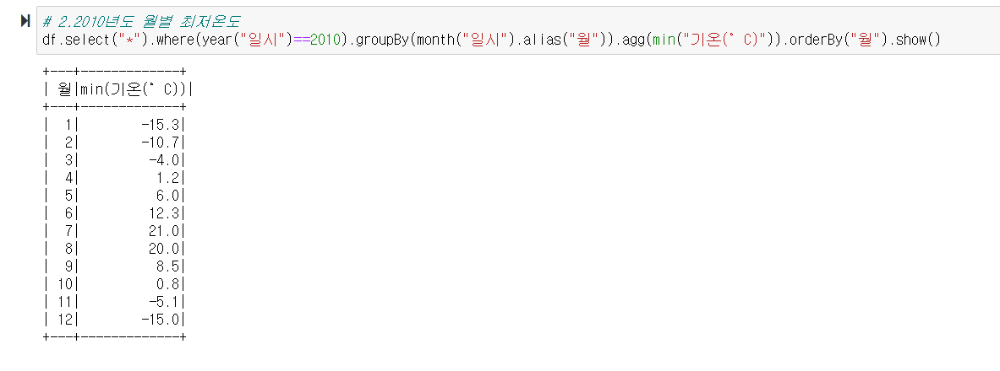 # 2.2010년도 월별 최저온도
df.select("*").where(year("일시")==2010).groupBy(month("일시").alias("월")).agg(min("기온(°C)")).orderBy("월").show()
+---+-------------+
| 월|min(기온(°C))|
+---+-------------+
|  1|        -15.3|
|  2|        -10.7|
|  3|         -4.0|
|  4|          1.2|
|  5|          6.0|
|  6|         12.3|
|  7|         21.0|
|  8|         20.0|
|  9|          8.5|
| 10|          0.8|
| 11|         -5.1|
| 12|        -15.0|
+---+-------------+